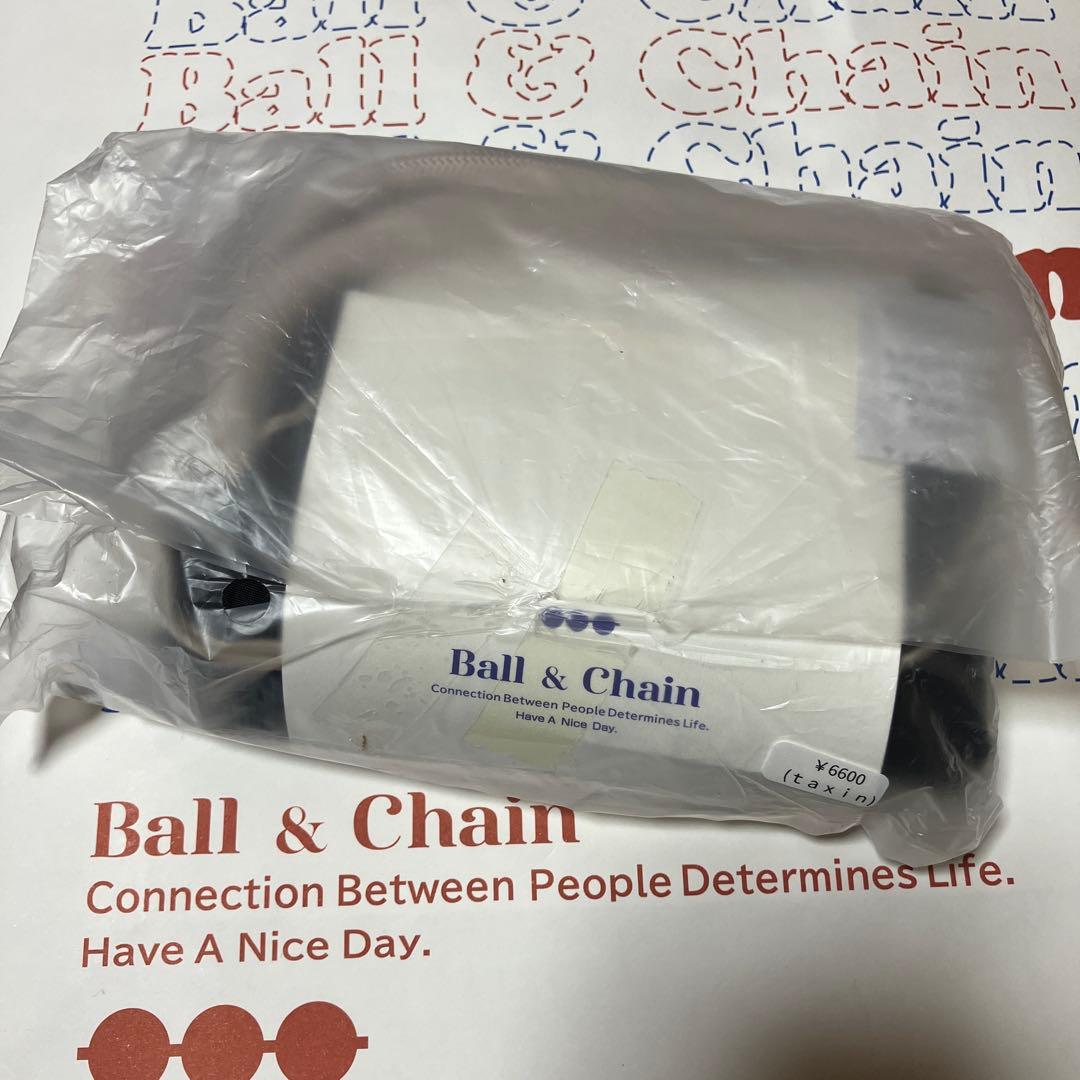 Ball & Chain
Ball & Chain
& Chain
Ball & Chain
Connection Between People Determines Life.
Have A Nice Day.
¥6600
(taxin)
Ball & Chain
Connection Between People Determines Life.
Have A Nice Day.